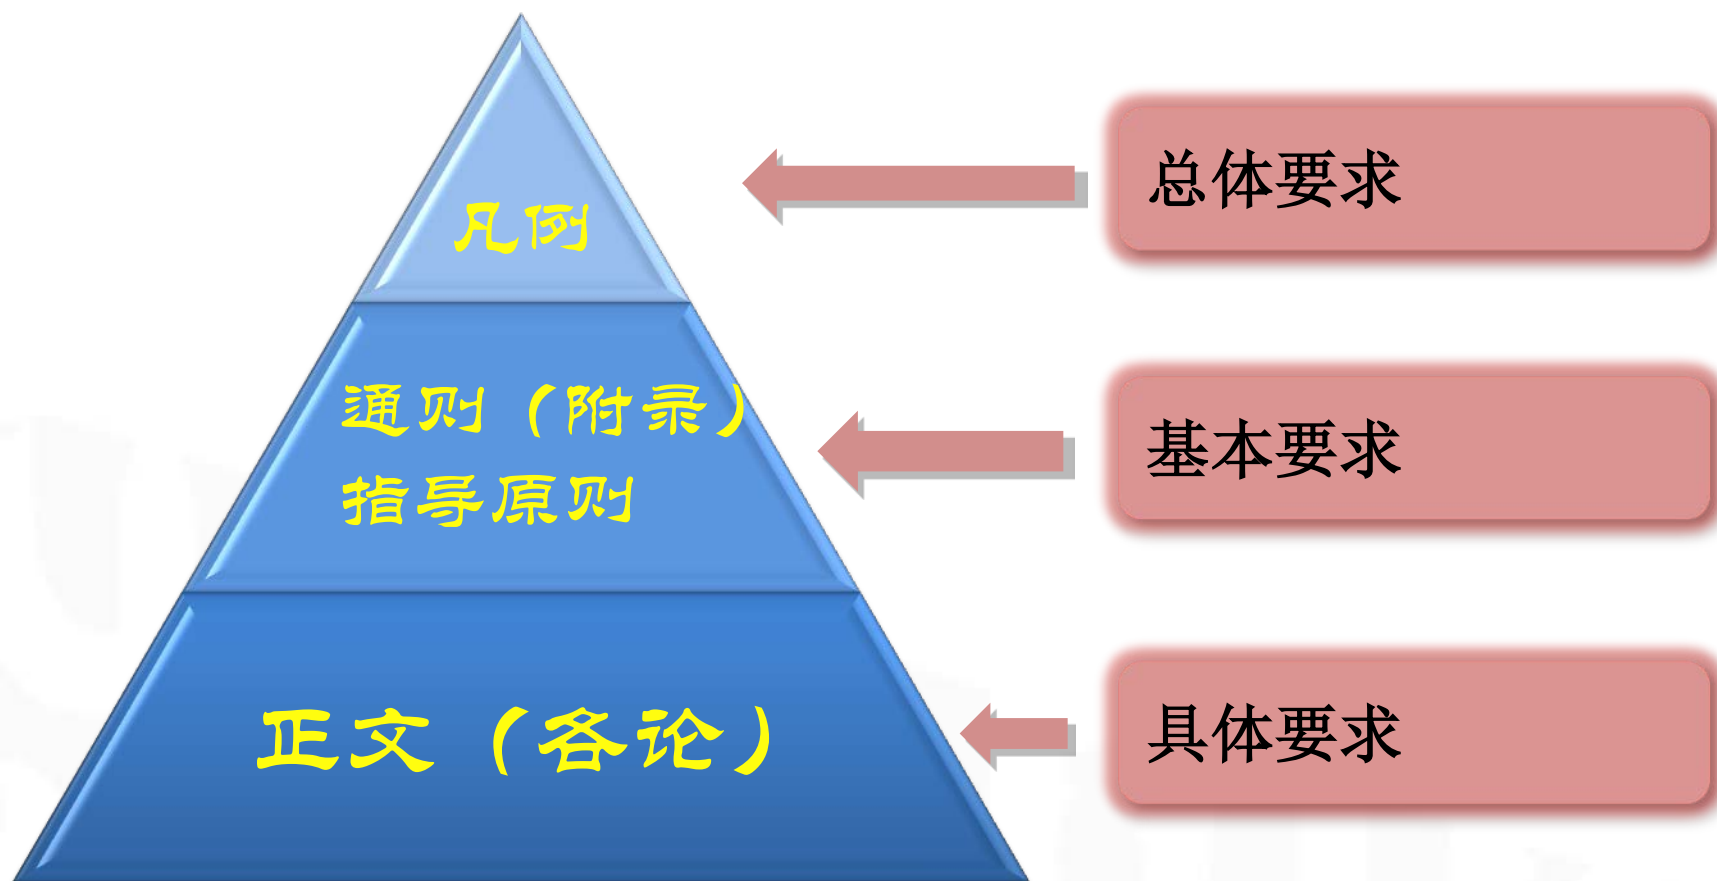 凡例
总体要求
通则（附录）
指导原则
基本要求
正文（各论）
具体要求